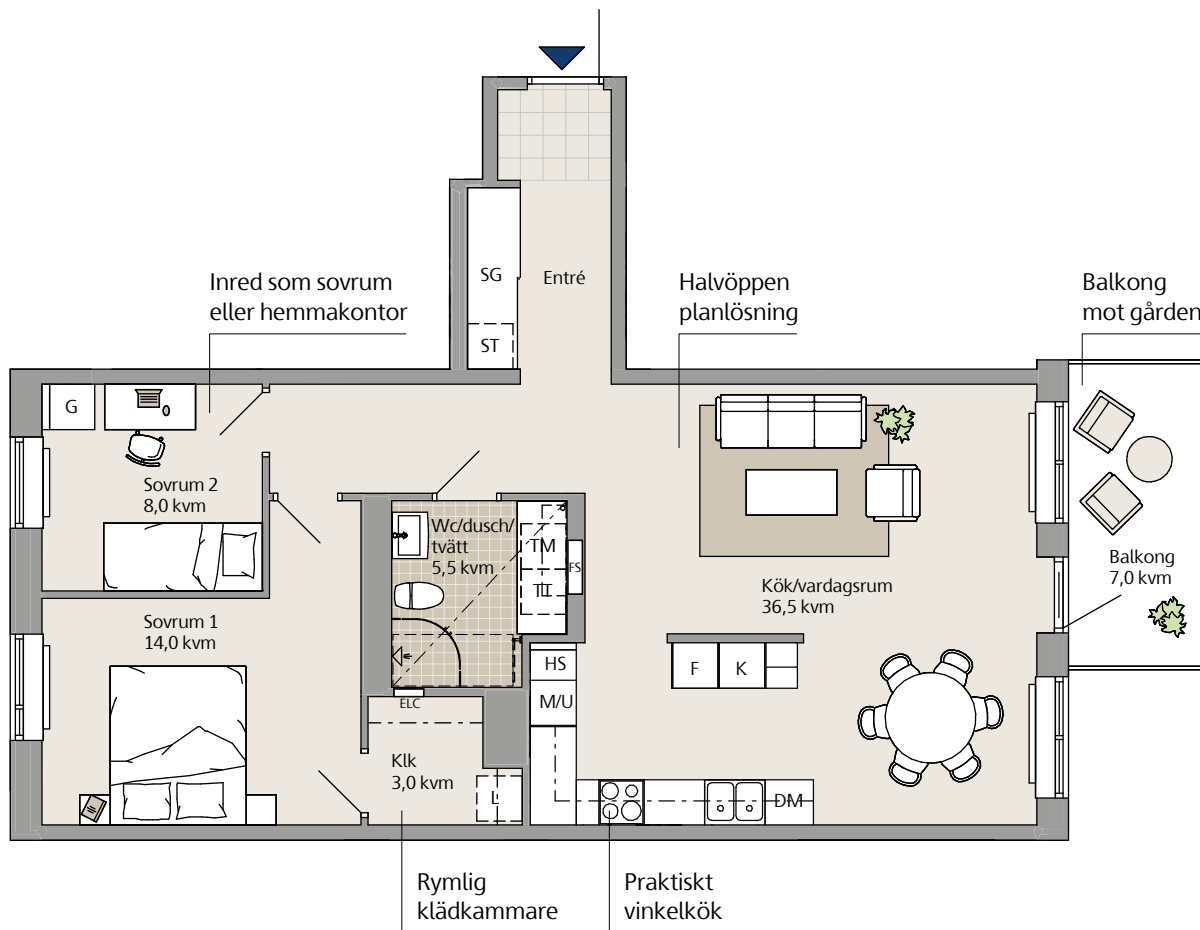 SG
Entré
ST
Inred som sovrum
eller hemmakontor
Halvöppen
planlösning
Balkong
mot gården
G
Sovrum 2
8,0 kvm
Wc/dusch/
tvätt
5,5 kvm
TM
TT
FS
Kök/vardagsrum
36,5 kvm
Balkong
7,0 kvm
Sovrum 1
14,0 kvm
HS
M/U
F
K
ELC
Klk
3,0 kvm
L
DM
Rymlig
klädkammare
Praktiskt
vinkelkök